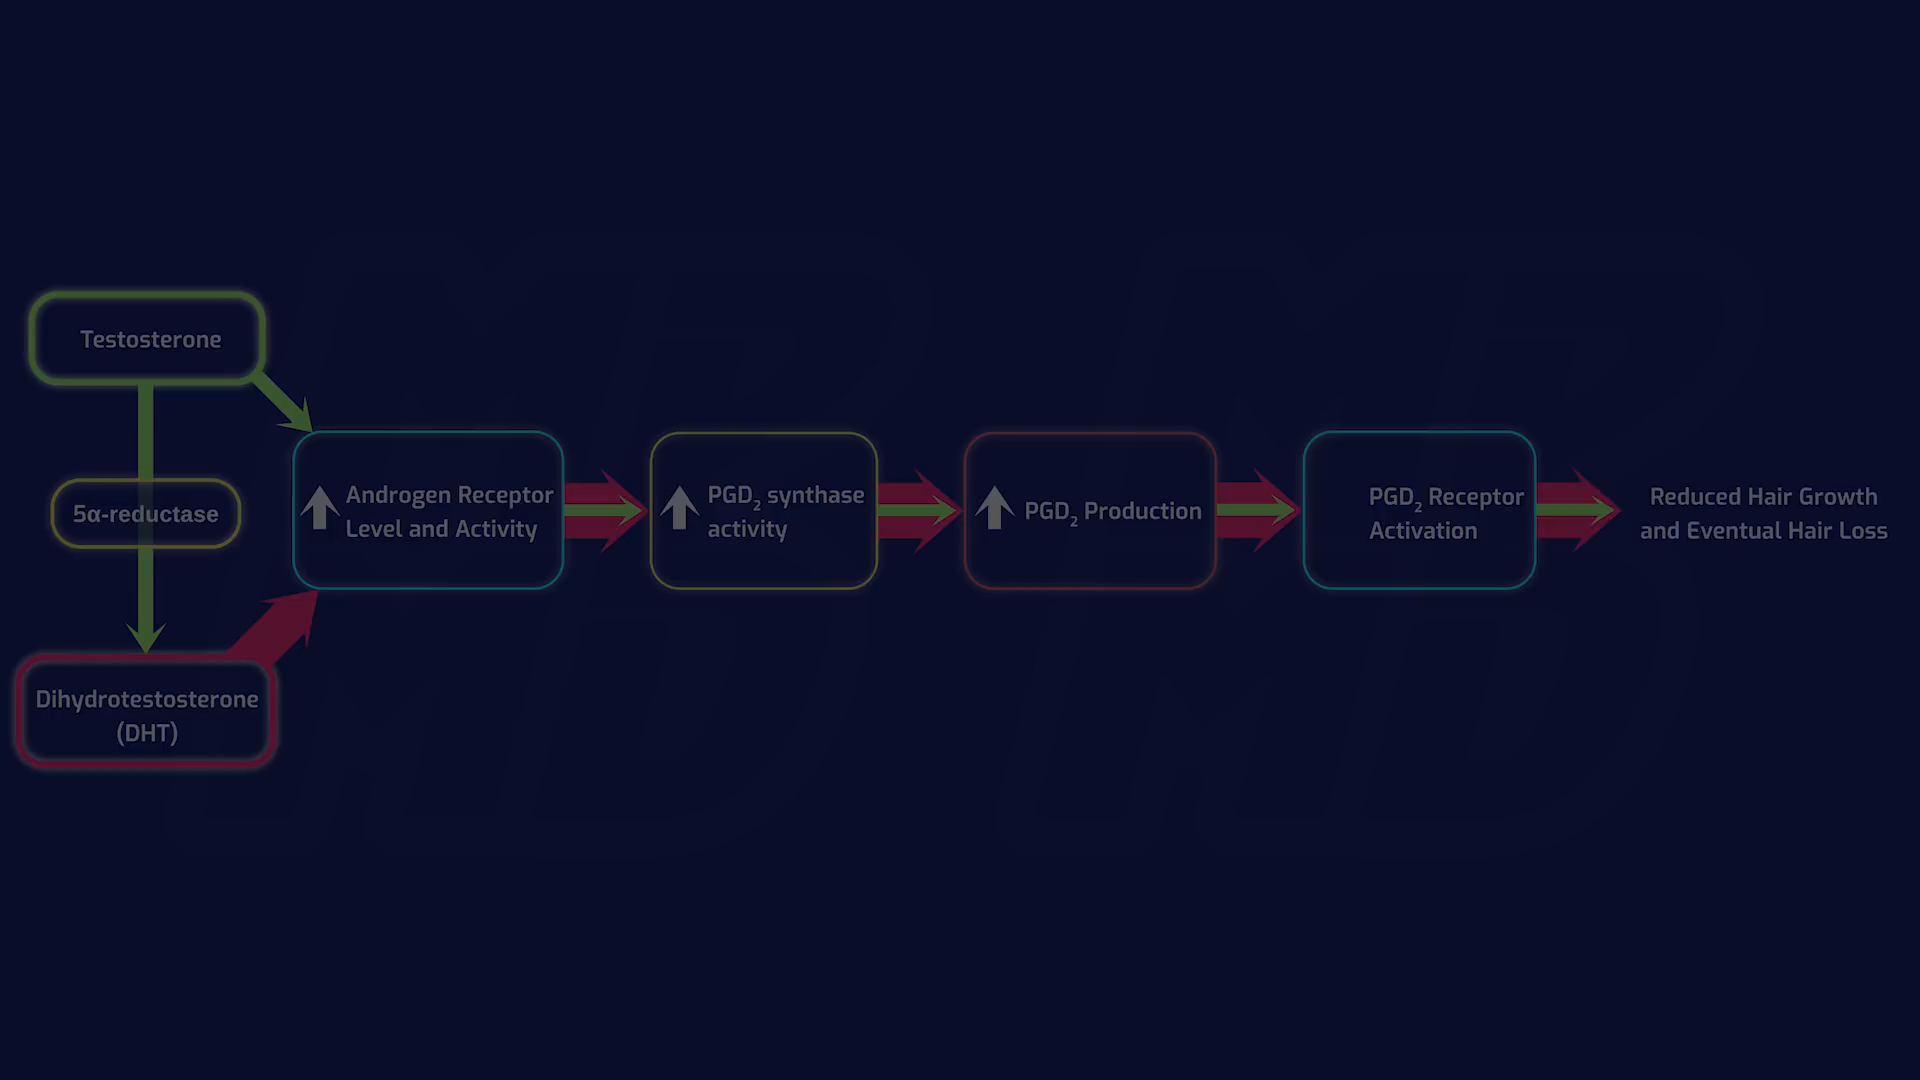 Testosterone
5α-reductase
Dihydrotestosterone
(DHT)
Androgen Receptor
Level and Activity
PGD₂ synthase
activity
PGD₂ Production
PGD₂ Receptor
Activation
Reduced Hair Growth
and Eventual Hair Loss